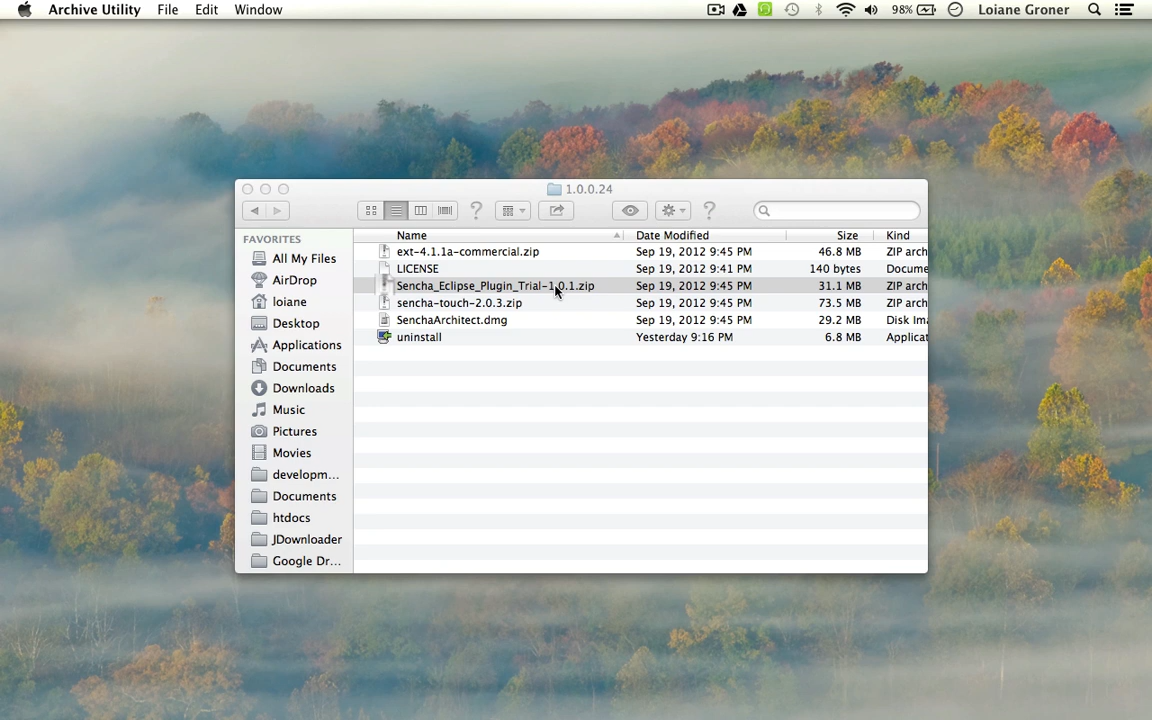 Archive Utility File Edit Window 98% Loiane Groner
1.0.0.24
FAVORITES
All My Files
AirDrop
loiane
Desktop
Applications
Documents
Downloads
Music
Pictures
Movies
developm...
Documents
htdocs
JDownloader
Google Dr...
Name Date Modified Size Kind
ext-4.1.1a-commercial.zip Sep 19, 2012 9:45 PM 46.8 MB ZIP arch
LICENSE Sep 19, 2012 9:41 PM 140 bytes Docume
Sencha_Eclipse_Plugin_Trial-1.0.1.zip Sep 19, 2012 9:45 PM 31.1 MB ZIP arch
sencha-touch-2.0.3.zip Sep 19, 2012 9:45 PM 73.5 MB ZIP arch
SenchaArchitect.dmg Sep 19, 2012 9:45 PM 29.2 MB Disk Ima
uninstall Yesterday 9:16 PM 6.8 MB Applicat